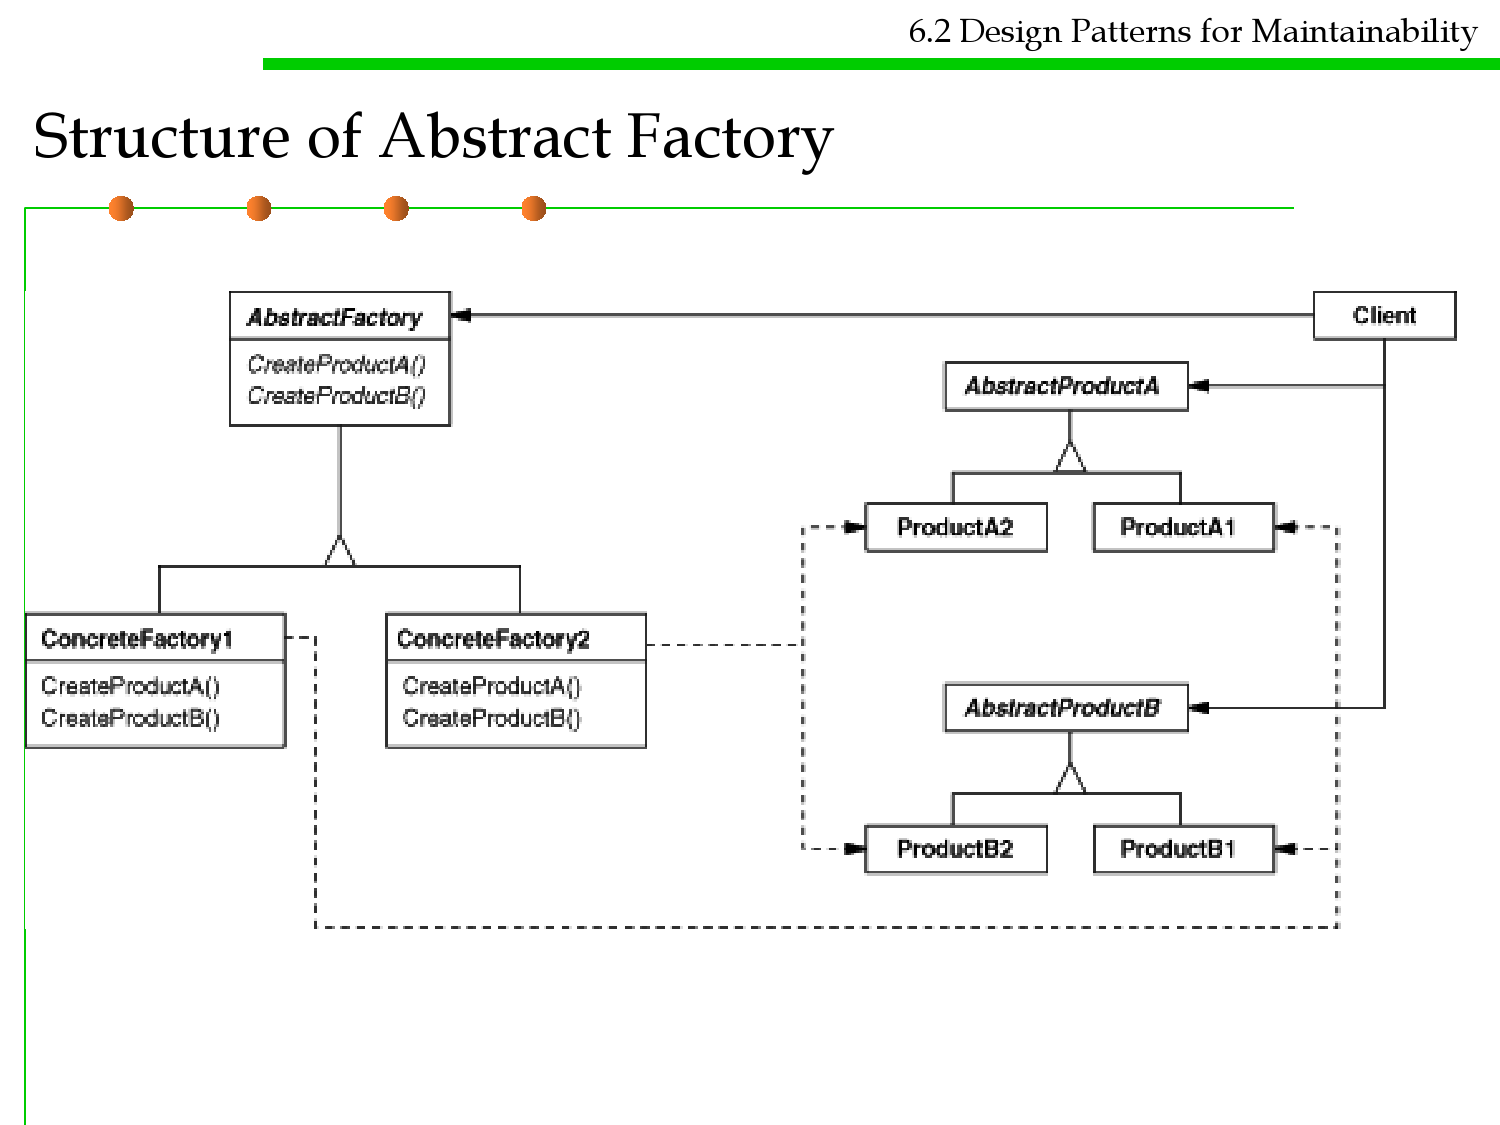 6.2 Design Patterns for Maintainability
Structure of Abstract Factory
AbstractFactory
CreateProductA()
CreateProductB()
Client
AbstractProductA
ProductA2
ProductA1
ConcreteFactory1
CreateProductA()
CreateProductB()
ConcreteFactory2
CreateProductA()
CreateProductB()
AbstractProductB
ProductB2
ProductB1